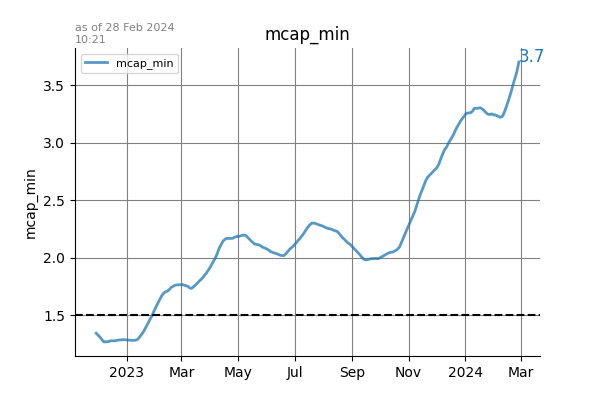 as of 28 Feb 2024
10:21
mcap_min
3.7
mcap_min
3.5
3.0
2.5
2.0
1.5
mcap_min
2023
Mar
May
Jul
Sep
Nov
2024
Mar